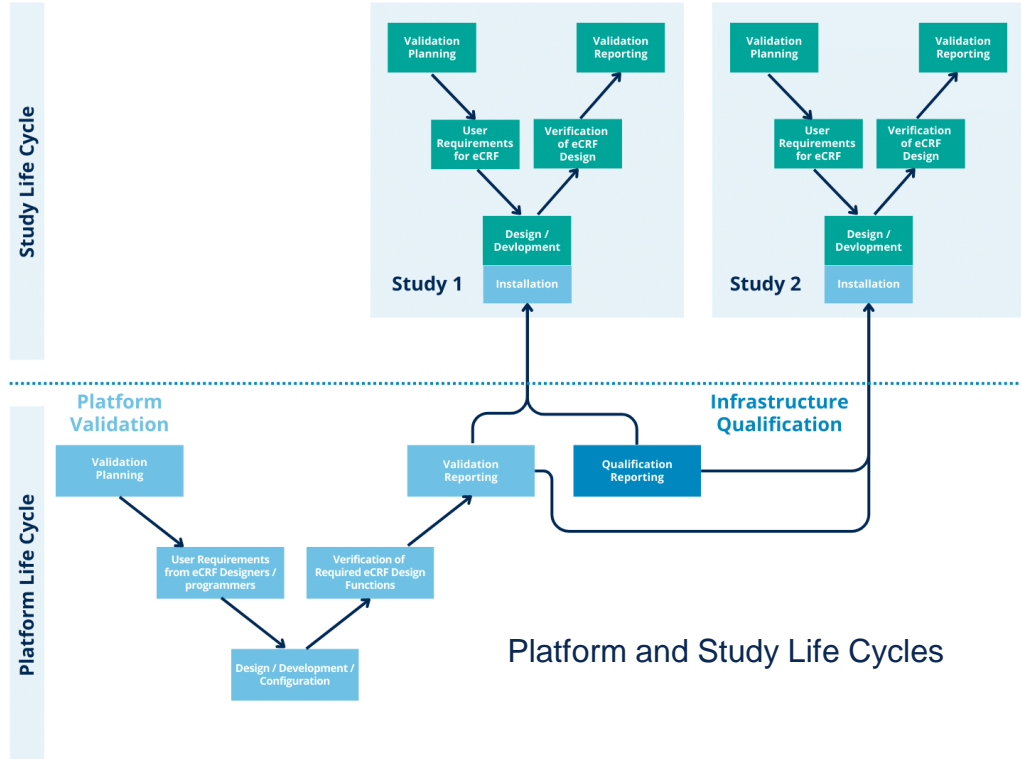 Study Life Cycle
Validation
Planning
Validation
Reporting
User
Requirements
for eCRF
Verification
of eCRF
Design
Design /
Devlopment
Installation
Study 1
Validation
Planning
Validation
Reporting
User
Requirements
for eCRF
Verification
of eCRF
Design
Design /
Devlopment
Installation
Study 2
Platform Life Cycle
Platform
Validation
Infrastructure
Qualification
Validation
Planning
Validation
Reporting
Qualification
Reporting
User Requirements
from eCRF Designers /
programmers
Verification of
Required eCRF Design
Functions
Design / Development /
Configuration
Platform and Study Life Cycles